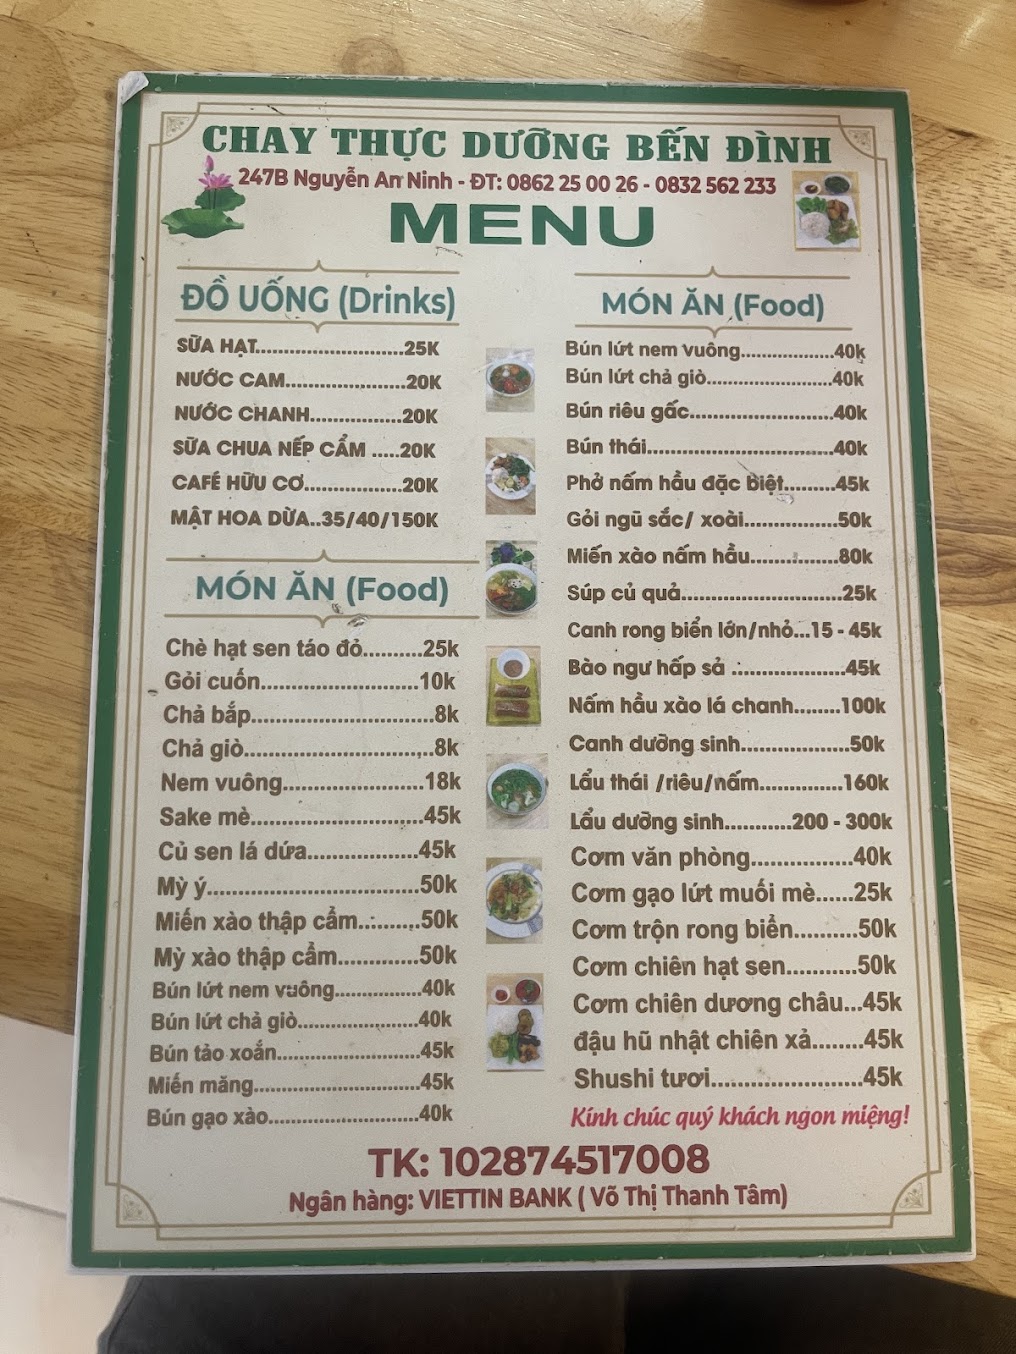 CHAY THỰC DƯỠNG BẾN ĐÌNH
247B Nguyễn An Ninh - ĐT: 0862 25 00 26 - 0832 562 233
MENU
ĐỒ UỐNG (Drinks)
SỮA HẠT..........................25K
NƯỚC CAM.....................20K
NƯỚC CHANH................20K
SỮA CHUA NẾP CẨM .....20K
CAFÉ HỮU CƠ.................20K
MẬT HOA DỪA..35/40/150K
MÓN ĂN (Food)
Chè hạt sen táo đỏ..........25k
Gỏi cuốn..........................10k
Chả bắp..............................8k
Chả giò...............................8k
Nem vuông.......................18k
Sake mè............................45k
Củ sen lá dứa..................45k
Mỳ ý..................................50k
Miến xào thập cẩm..........50k
Mỳ xào thập cẩm.............50k
Bún lứt nem vuông...............40k
Bún lứt chả giò.....................40k
Bún tảo xoắn........................45k
Miến măng............................45k
Bún gạo xào..........................40k
MÓN ĂN (Food)
Bún lứt nem vuông................40k
Bún lứt chả giò......................40k
Bún riêu gấc.........................40k
Bún thái................................40k
Phở nấm hầu đặc biệt.........45k
Gỏi ngũ sắc/ xoài................50k
Miến xào nấm hầu...............80k
Súp củ quả............................25k
Canh rong biển lớn/nhỏ...15 - 45k
Bào ngư hấp sả ...................45k
Nấm hầu xào lá chanh........100k
Canh dưỡng sinh...................50k
Lẩu thái /riêu/nấm..............160k
Lẩu dưỡng sinh............200 - 300k
Cơm văn phòng................40k
Cơm gạo lứt muối mè......25k
Cơm trộn rong biển..........50k
Cơm chiên hạt sen...........50k
Cơm chiên dương châu...45k
đậu hũ nhật chiên xả........45k
Shushi tươi.......................45k
Kính chúc quý khách ngon miệng!
TK: 102874517008
Ngân hàng: VIETTIN BANK ( Võ Thị Thanh Tâm)